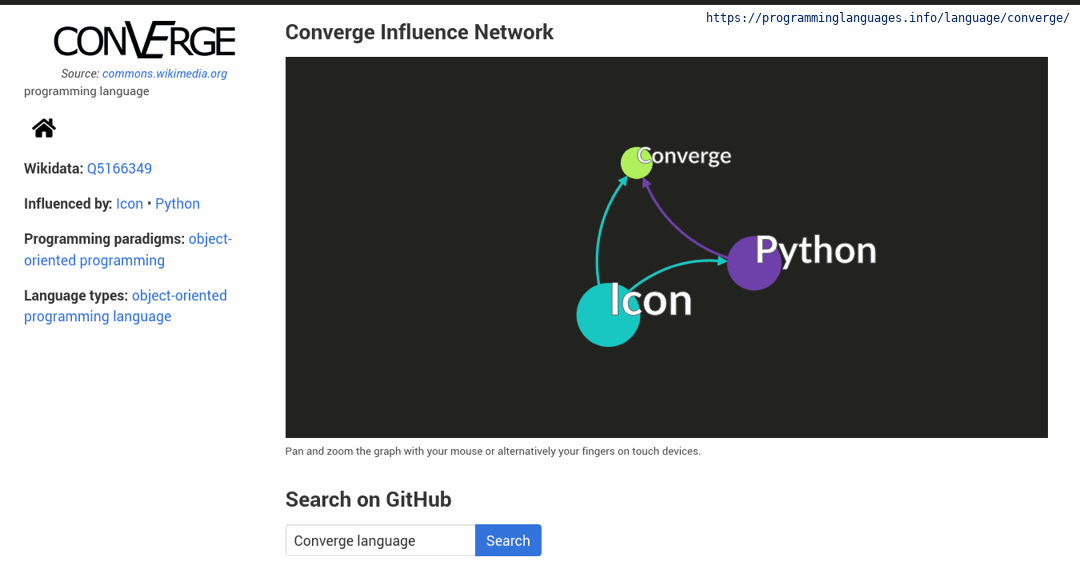 https://programminglanguages.info/language/converge/
CONVERGE
Source: commons.wikimedia.org
programming language
Wikidata: Q5166349
Influenced by: Icon • Python
Programming paradigms: object-
oriented programming
Language types: object-oriented
programming language
Converge Influence Network
Converge
Python
Icon
Pan and zoom the graph with your mouse or alternatively your fingers on touch devices.
Search on GitHub
Converge language
Search